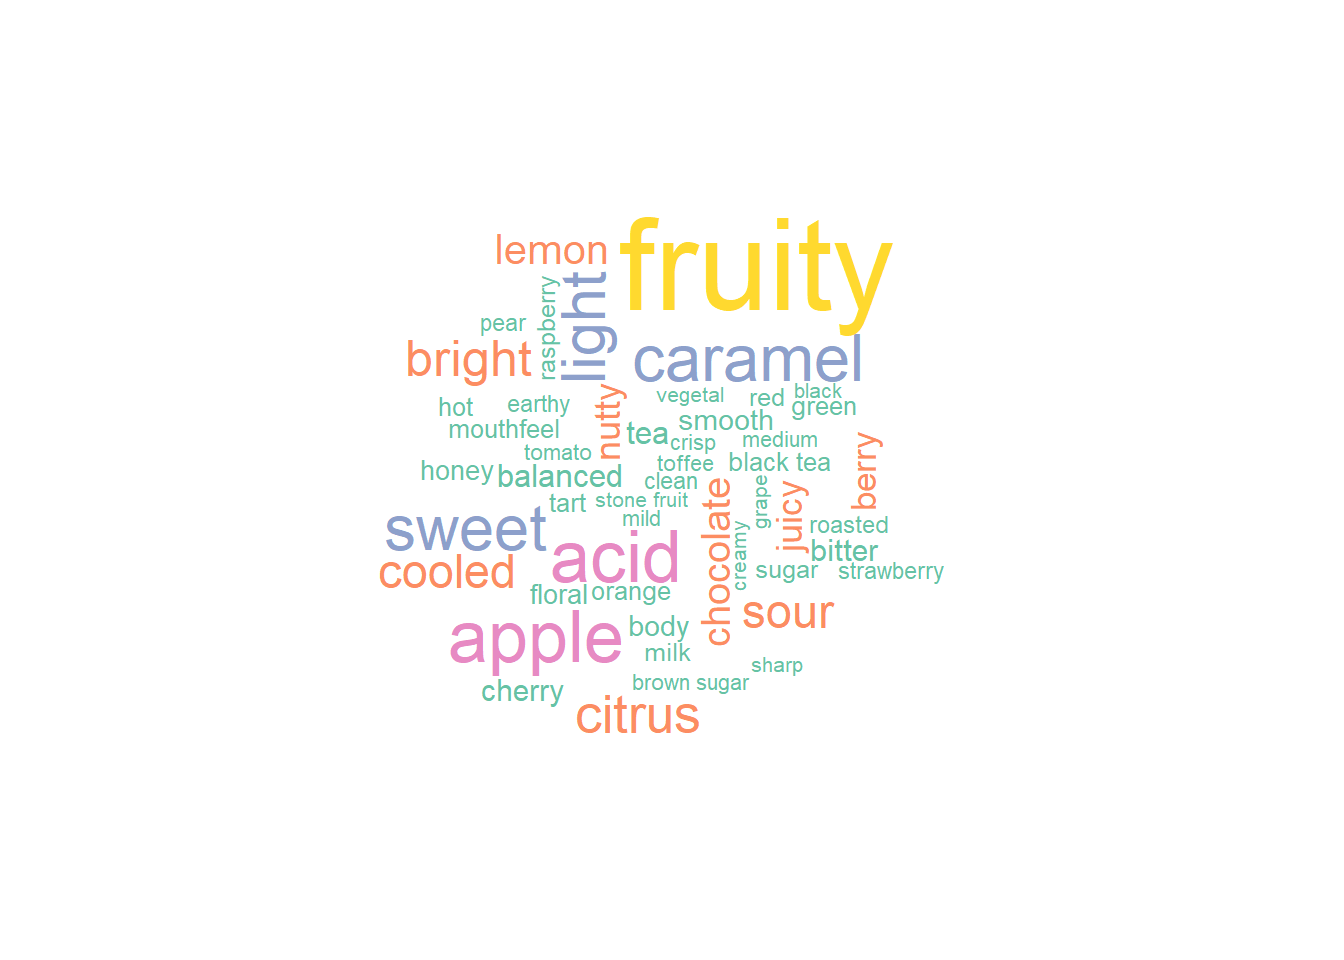 fruity
lemon
light
raspberry
pear
bright
caramel
vegetal
red
black
green
hot
earthy
nutty
smooth
mouthfeel
tea
crisp
medium
tomato
toffee
black tea
berry
honey
balanced
clean
chocolate
grape
juicy
tart
stone fruit
mild
roasted
sweet
acid
creamy
bitter
cooled
sugar
strawberry
floral
orange
sour
apple
body
milk
sharp
cherry
brown sugar
citrus